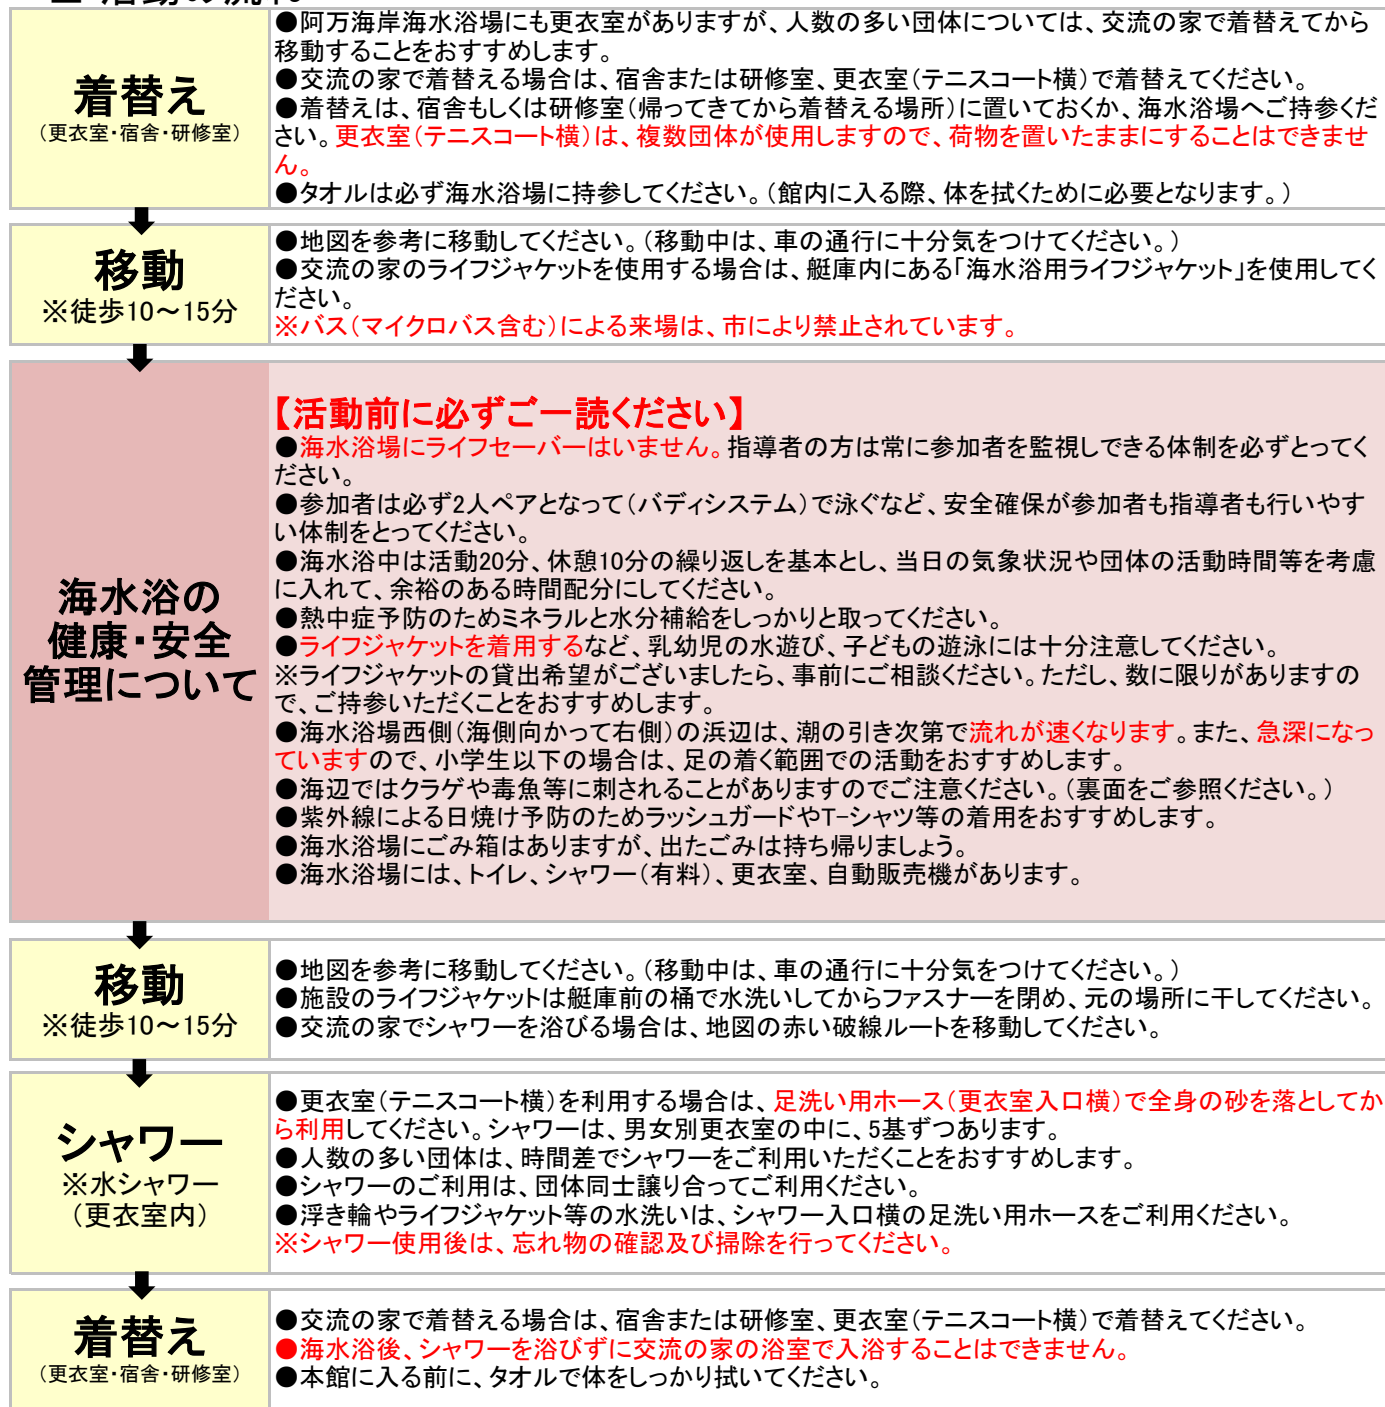 着替え
（更衣室・宿舎・研修室）
●阿万海岸海水浴場にも更衣室がありますが、人数の多い団体については、交流の家で着替えてから
移動することをおすすめします。
●交流の家で着替える場合は、宿舎または研修室、更衣室（テニスコート横）で着替えてください。
●着替えは、宿舎もしくは研修室（帰ってきてから着替える場所）に置いておくか、海水浴場へご持参くだ
さい。更衣室（テニスコート横）は、複数団体が使用しますので、荷物を置いたままにすることはできませ
ん。
●タオルは必ず海水浴場に持参してください。（館内に入る際、体を拭くために必要となります。）
移動
※徒歩10～15分
●地図を参考に移動してください。（移動中は、車の通行に十分気をつけてください。）
●交流の家のライフジャケットを使用する場合は、艇庫内にある「海水浴用ライフジャケット」を使用してく
ださい。
※バス（マイクロバス含む）による来場は、市により禁止されています。
海水浴の
健康・安全
管理について
【活動前に必ずご一読ください】
●海水浴場にライフセーバーはいません。指導者の方は常に参加者を監視しできる体制を必ずとってく
ださい。
●参加者は必ず2人ペアとなって（バディシステム）で泳ぐなど、安全確保が参加者も指導者も行いやす
い体制をとってください。
●海水浴中は活動20分、休憩10分の繰り返しを基本とし、当日の気象状況や団体の活動時間等を考慮
に入れて、余裕のある時間配分にしてください。
●熱中症予防のためミネラルと水分補給をしっかりと取ってください。
●ライフジャケットを着用するなど、乳幼児の水遊び、子どもの遊泳には十分注意してください。
※ライフジャケットの貸出希望がございましたら、事前にご相談ください。ただし、数に限りがありますの
で、ご持参いただくことをおすすめします。
●海水浴場西側（海側向かって右側）の浜辺は、潮の引き次第で流れが速くなります。また、急深になっ
ていますので、小学生以下の場合は、足の着く範囲での活動をおすすめします。
●海辺ではクラゲや毒魚等に刺されることがありますのでご注意ください。（裏面をご参照ください。）
●紫外線による日焼け予防のためラッシュガードやT-シャツ等の着用をおすすめします。
●海水浴場にごみ箱はありますが、出たごみは持ち帰りましょう。
●海水浴場には、トイレ、シャワー（有料）、更衣室、自動販売機があります。
移動
※徒歩10～15分
●地図を参考に移動してください。（移動中は、車の通行に十分気をつけてください。）
●施設のライフジャケットは艇庫前の桶で水洗いしてからファスナーを閉め、元の場所に干してください。
●交流の家でシャワーを浴びる場合は、地図の赤い破線ルートを移動してください。
シャワー
※水シャワー
（更衣室内）
●更衣室（テニスコート横）を利用する場合は、足洗い用ホース（更衣室入口横）で全身の砂を落としてか
ら利用してください。シャワーは、男女別更衣室の中に、5基ずつあります。
●人数の多い団体は、時間差でシャワーをご利用いただくことをおすすめします。
●シャワーのご利用は、団体同士譲り合ってご利用ください。
●浮き輪やライフジャケット等の水洗いは、シャワー入口横の足洗い用ホースをご利用ください。
※シャワー使用後は、忘れ物の確認及び掃除を行ってください。
着替え
（更衣室・宿舎・研修室）
●交流の家で着替える場合は、宿舎または研修室、更衣室（テニスコート横）で着替えてください。
●海水浴後、シャワーを浴びずに交流の家の浴室で入浴することはできません。
●本館に入る前に、タオルで体をしっかり拭いてください。